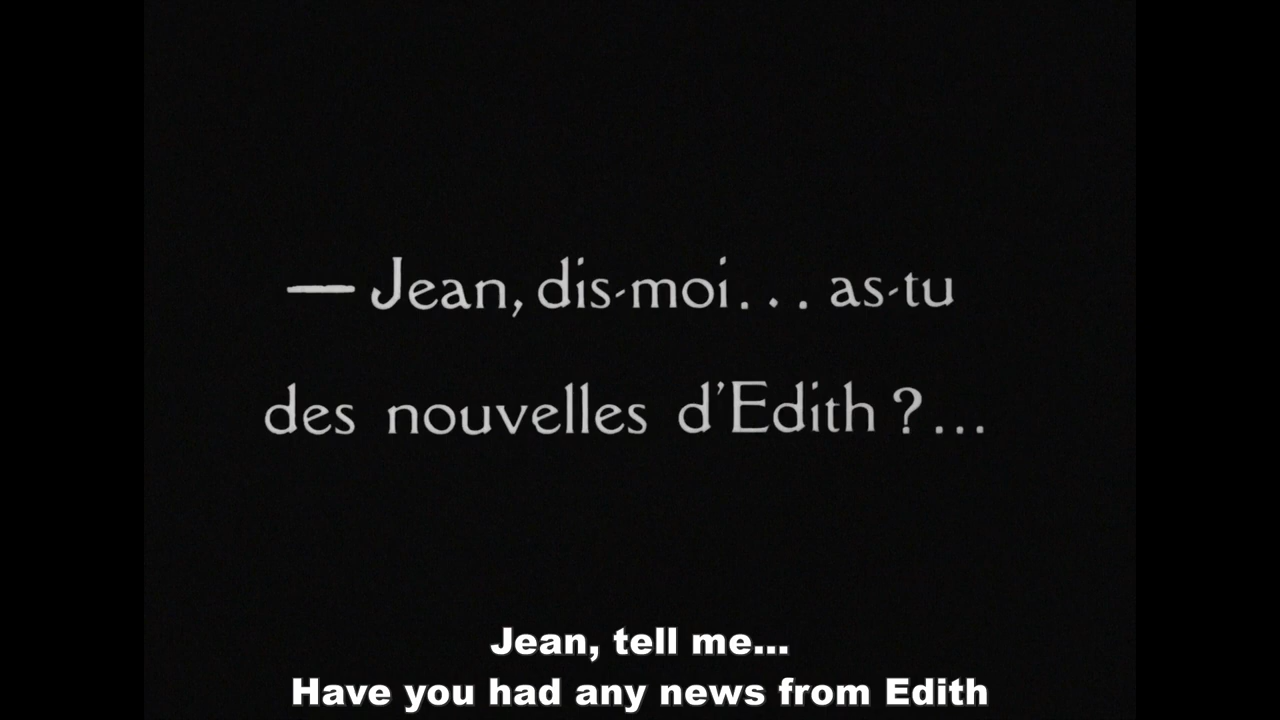 — Jean, dis-moi... as-tu
des nouvelles d'Edith ?...
Jean, tell me...
Have you had any news from Edith